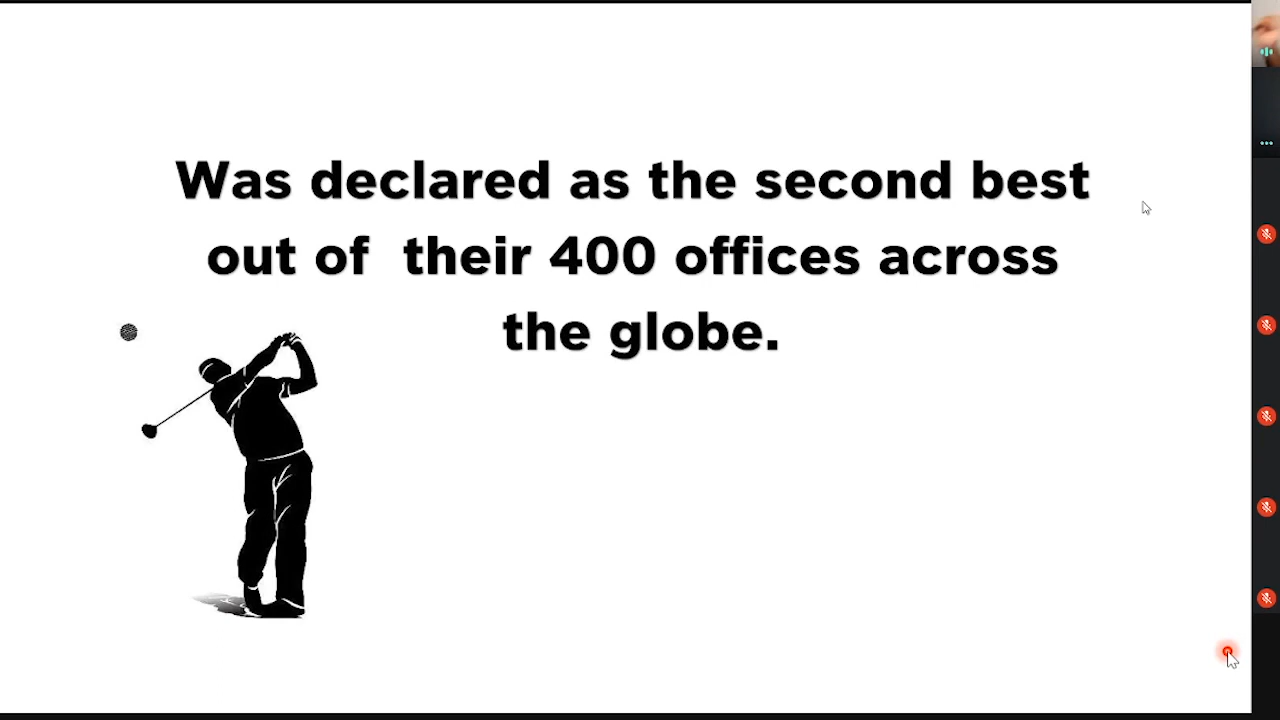 Was declared as the second best
out of  their 400 offices across
the globe.